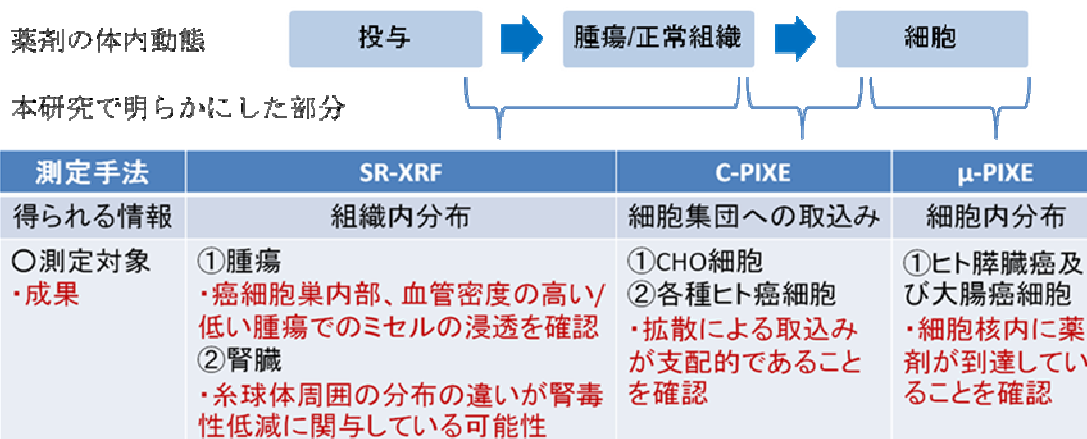 薬剤の体内動態
投与
腫瘍/正常組織
細胞
本研究で明らかにした部分
測定手法
SR-XRF
C-PIXE
μ-PIXE
得られる情報
組織内分布
細胞集団への取込み
細胞内分布
〇測定対象
・成果
①腫瘍
・癌細胞巣内部、血管密度の高い/
低い腫瘍でのミセルの浸透を確認
②腎臓
・糸球体周囲の分布の違いが腎毒
性低減に関与している可能性
①CHO細胞
②各種ヒト癌細胞
・拡散による取込み
が支配的であること
を確認
①ヒト膵臓癌及
び大腸癌細胞
・細胞核内に薬
剤が到達してい
ることを確認